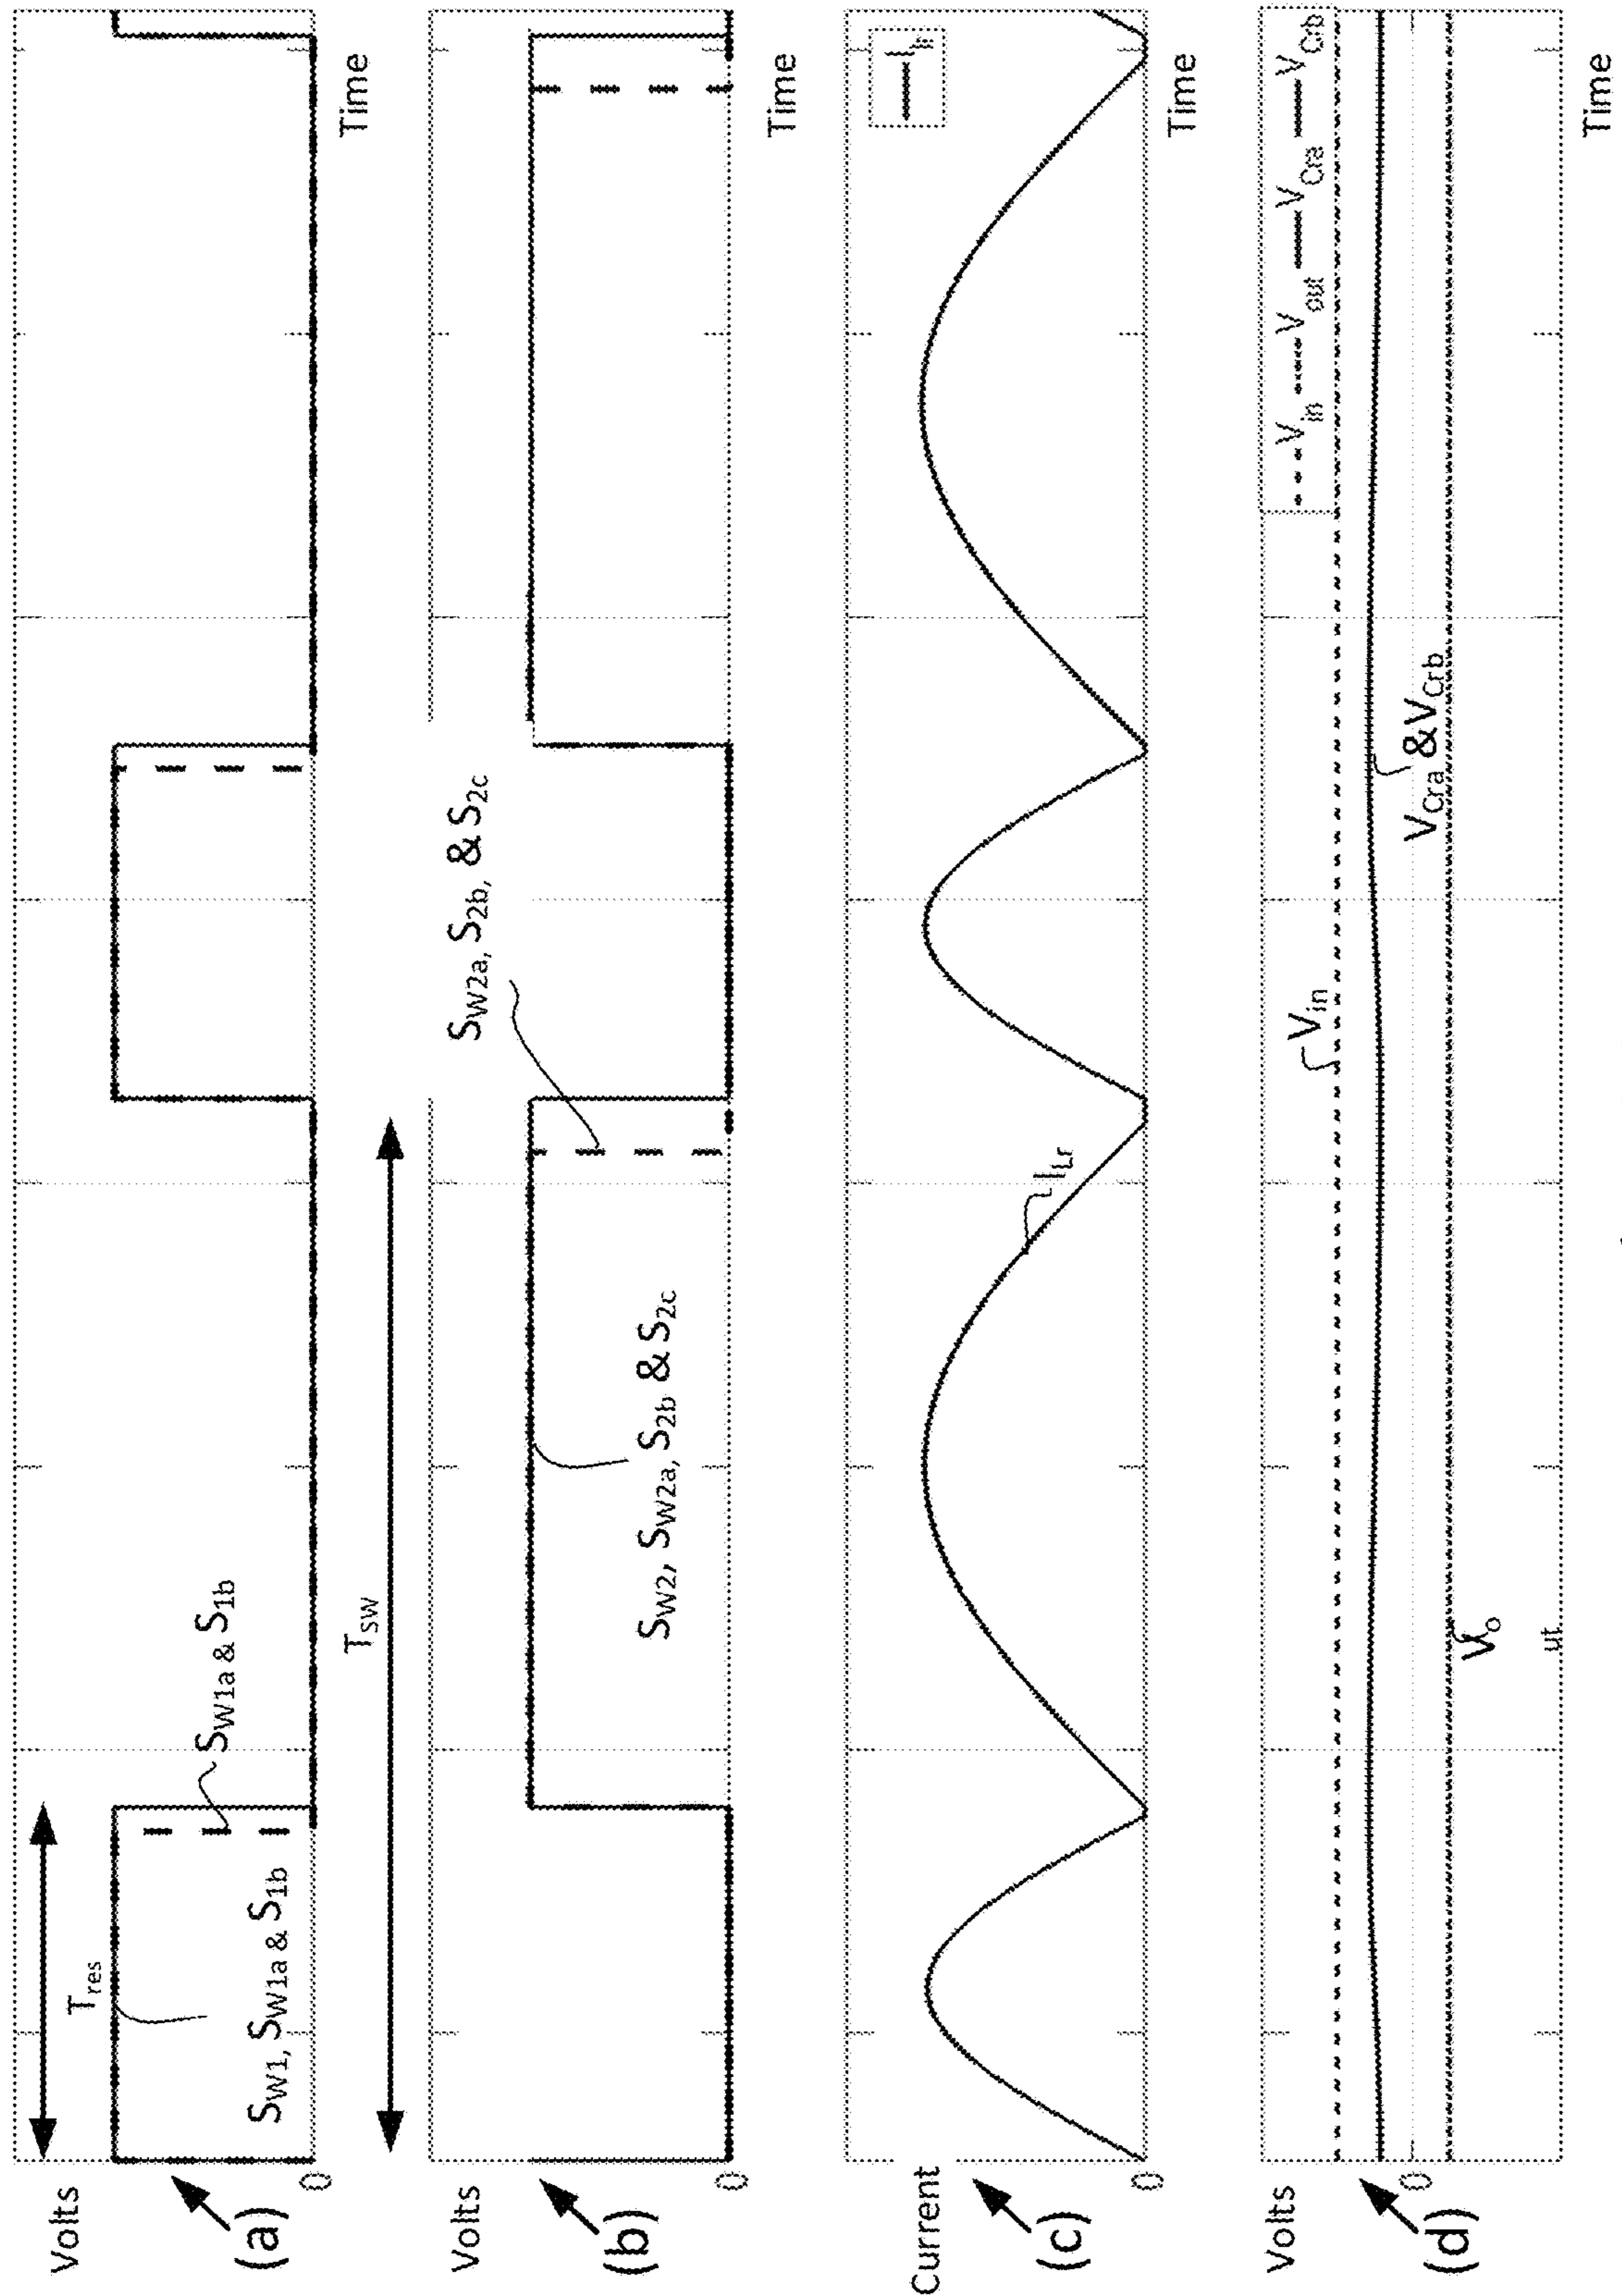 Volts
T_res
S_W1, S_W1a & S_1b
S_W1a & S_1b
0
Time
(a)
T_SW
Volts
S_W2, S_W2a, S_2b & S_2c
S_W2a, S_2b, & S_2c
0
Time
(b)
Current
I_Lr
0
Time
(c)
Volts
V_in V_out V_Cra V_Crb
V_in
V_Cra & V_Crb
0
V_o
ut
Time
(d)